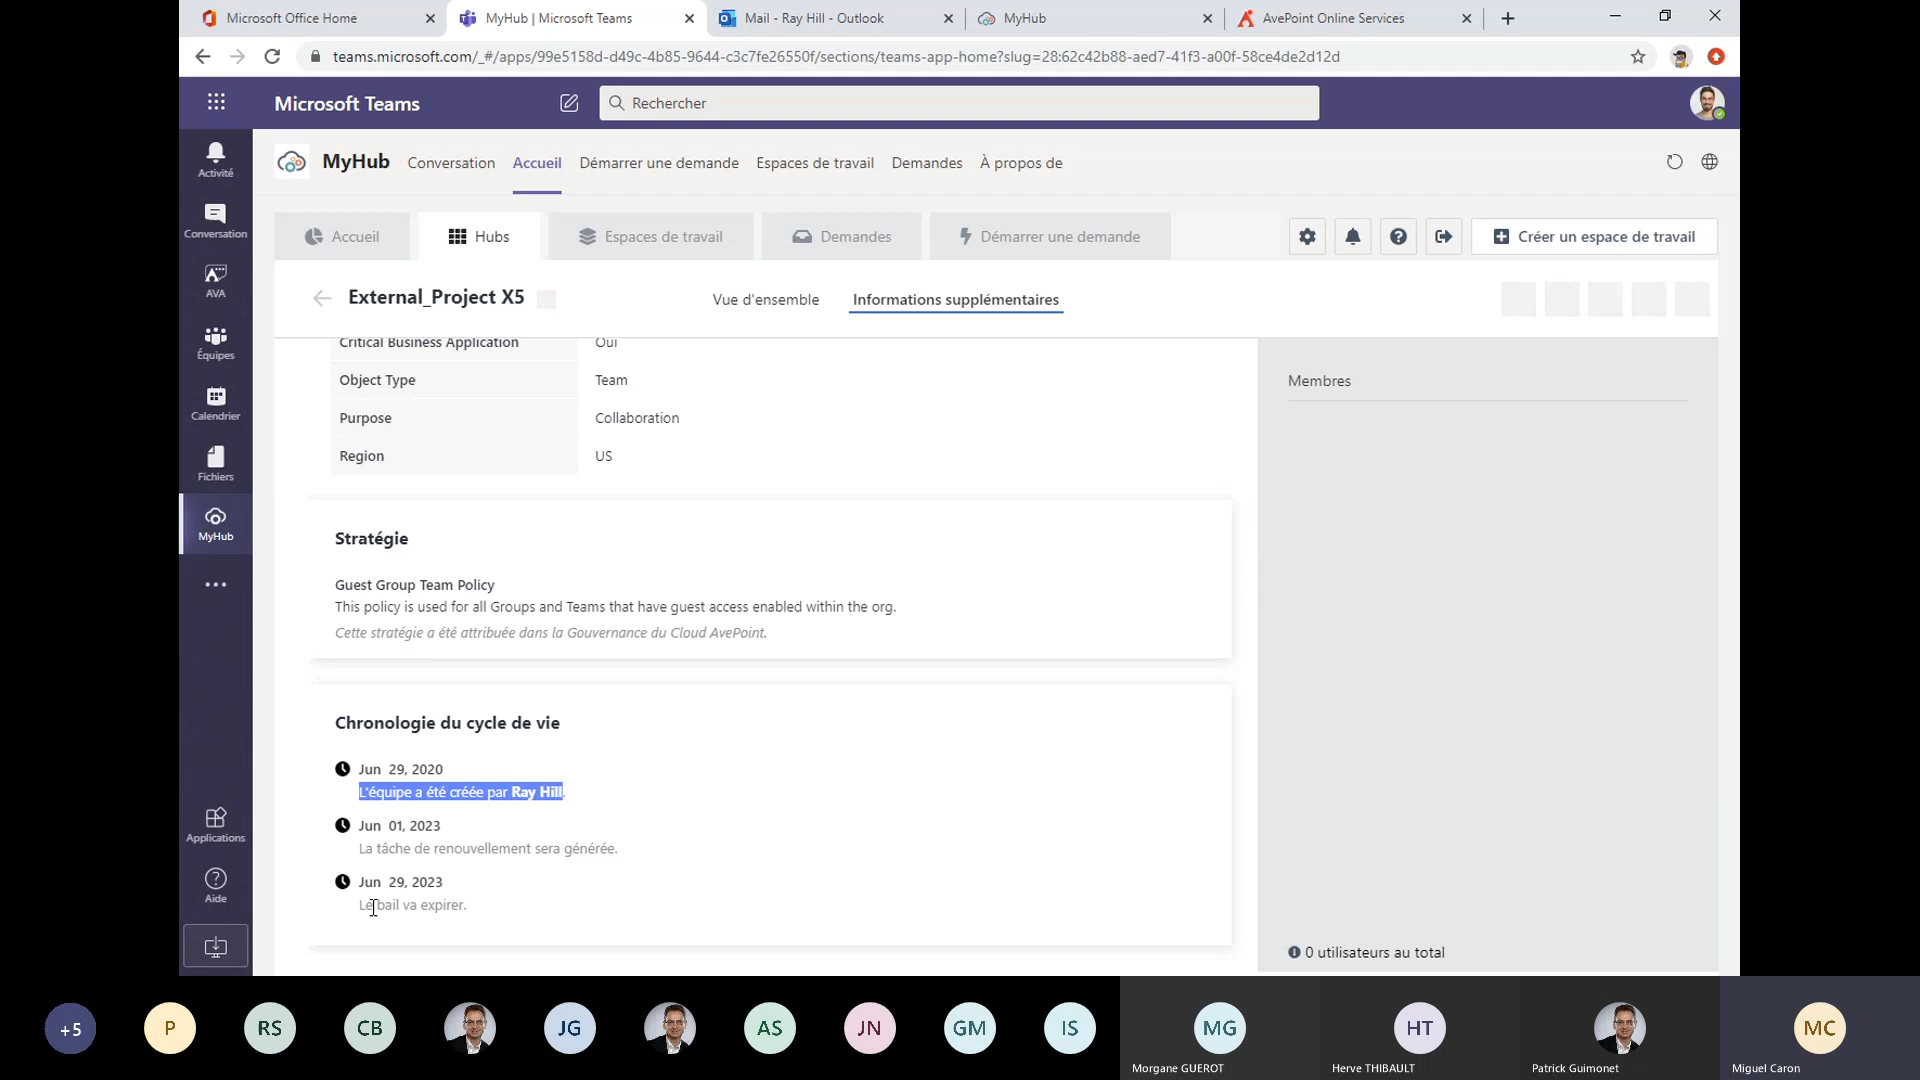 Microsoft Office Home
MyHub | Microsoft Teams
Mail - Ray Hill - Outlook
MyHub
AvePoint Online Services
teams.microsoft.com/_#/apps/99e5158d-d49c-4b85-9644-c3c7fe26550f/sections/teams-app-home?slug=28:62c42b88-aed7-41f3-a00f-58ce4de2d12d
Microsoft Teams
Rechercher
Activité
Conversation
AVA
Équipes
Calendrier
Fichiers
MyHub
Applications
Aide
MyHub Conversation Accueil Démarrer une demande Espaces de travail Demandes À propos de
Accueil
Hubs
Espaces de travail
Demandes
Démarrer une demande
Créer un espace de travail
External_Project X5
Vue d'ensemble
Informations supplémentaires
Critical Business Application Oui
Object Type Team
Purpose Collaboration
Region US
Stratégie
Guest Group Team Policy
This policy is used for all Groups and Teams that have guest access enabled within the org.
Cette stratégie a été attribuée dans la Gouvernance du Cloud AvePoint.
Chronologie du cycle de vie
Jun 29, 2020
L'équipe a été créée par Ray Hill.
Jun 01, 2023
La tâche de renouvellement sera générée.
Jun 29, 2023
Le bail va expirer.
Membres
0 utilisateurs au total
+5
P
RS
CB
JG
AS
JN
GM
IS
MG
Morgane GUEROT
HT
Herve THIBAULT
Patrick Guimonet
MC
Miguel Caron